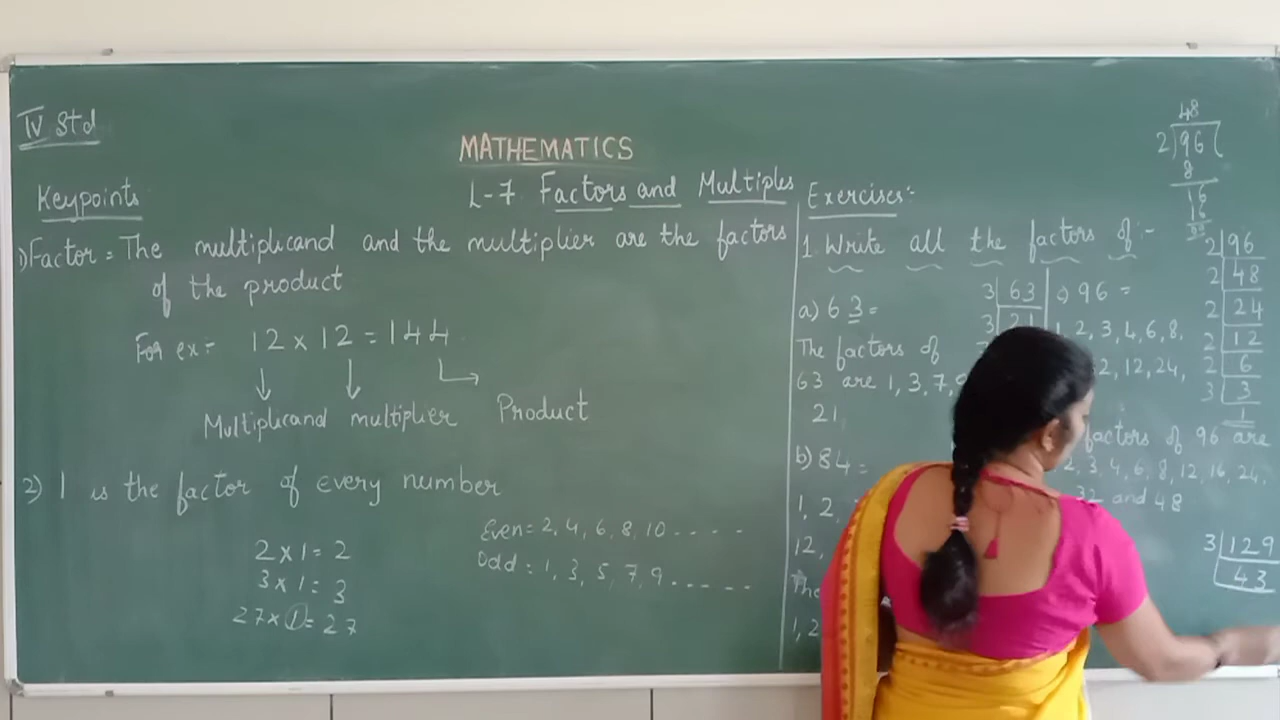 IV Std
MATHEMATICS
L-7 Factors and Multiples
Keypoints
1) Factor = The multiplicand and the multiplier are the factors
of the product
For ex:- 12 x 12 = 144
Multiplicand multiplier Product
2) 1 is the factor of every number
2 x 1 = 2
3 x 1 = 3
27 x 1 = 27
Even = 2, 4, 6, 8, 10 . . . . -
Odd : 1, 3, 5, 7, 9 . . . . .
Exercises:-
1. Write all the factors of :-
a) 63 =
The factors of
63 are 1, 3, 7, 9
21,
b) 84 =
1, 2,
12,
The
1, 2
3 63
3 21
c) 96 =
1, 2, 3, 4, 6, 8,
12, 24,
factors of 96 are
2, 3, 4, 6, 8, 12, 16, 24,
32 and 48
48
2)96(
8
16
16
00
2 96
2 48
2 24
2 12
2 6
3 3
1
3 129
43